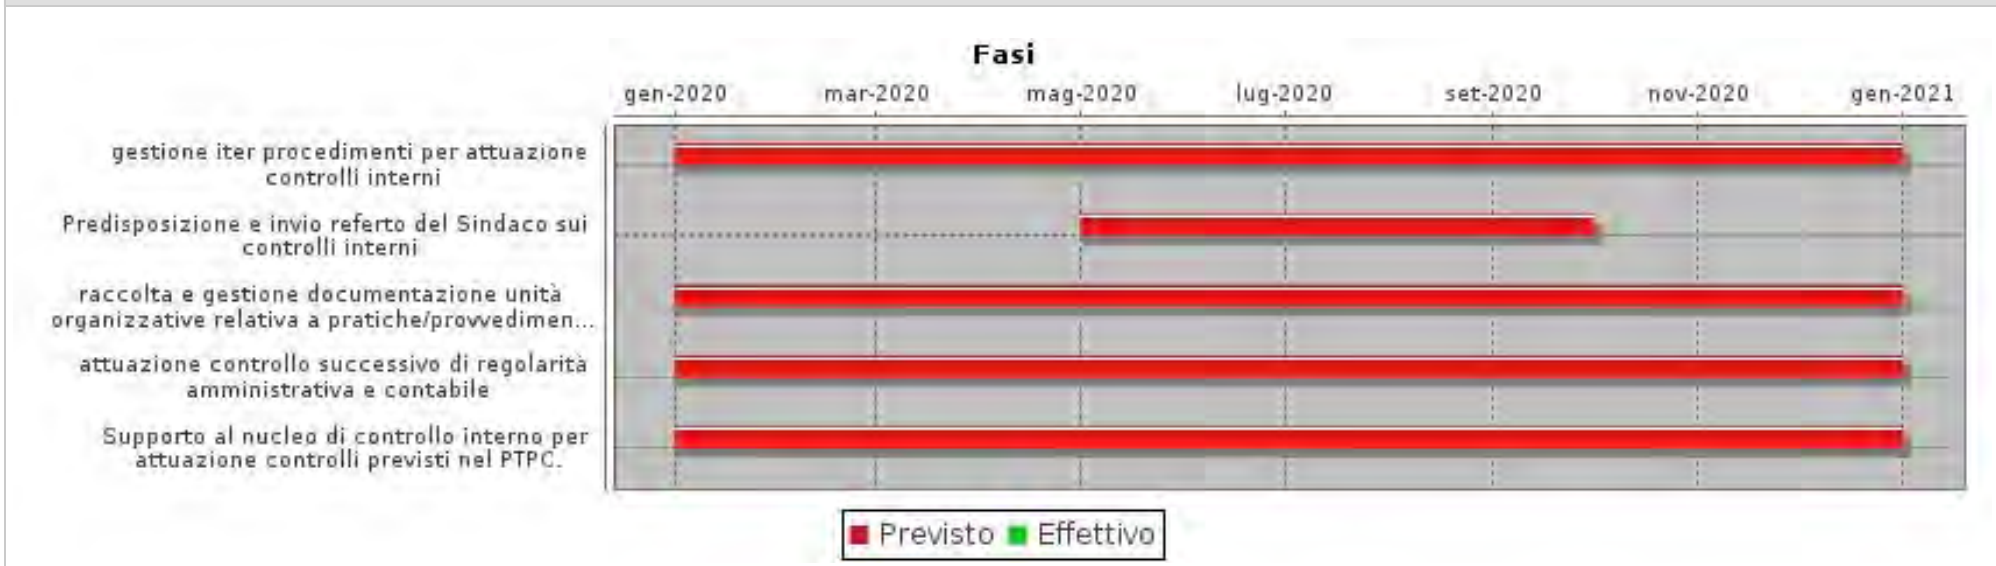 Fasi
gen-2020 mar-2020 mag-2020 lug-2020 set-2020 nov-2020 gen-2021
gestione iter procedimenti per attuazione
controlli interni
Predisposizione e invio referto del Sindaco sui
controlli interni
raccolta e gestione documentazione unità
organizzative relativa a pratiche/provvedimen...
attuazione controllo successivo di regolarità
amministrativa e contabile
Supporto al nucleo di controllo interno per
attuazione controlli previsti nel PTPC.
Previsto Effettivo